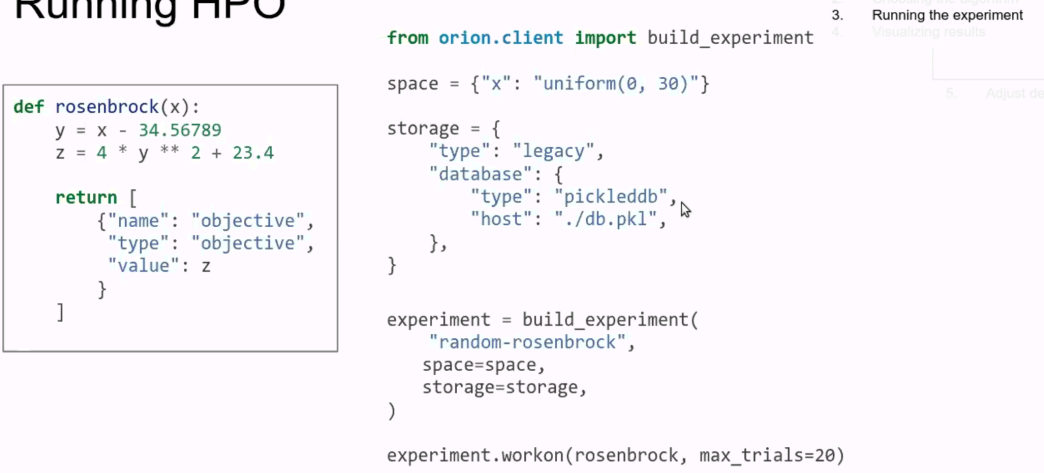 Running HPO
def rosenbrock(x):
    y = x - 34.56789
    z = 4 * y ** 2 + 23.4
    return [
        {"name": "objective",
         "type": "objective",
         "value": z
        }
    ]
from orion.client import build_experiment
space = {"x": "uniform(0, 30)"}
storage = {
    "type": "legacy",
    "database": {
        "type": "pickleddb",
        "host": "./db.pkl",
    },
}
experiment = build_experiment(
    "random-rosenbrock",
    space=space,
    storage=storage,
)
experiment.workon(rosenbrock, max_trials=20)
3. Running the experiment
4. Visualizing results
5. Adjust